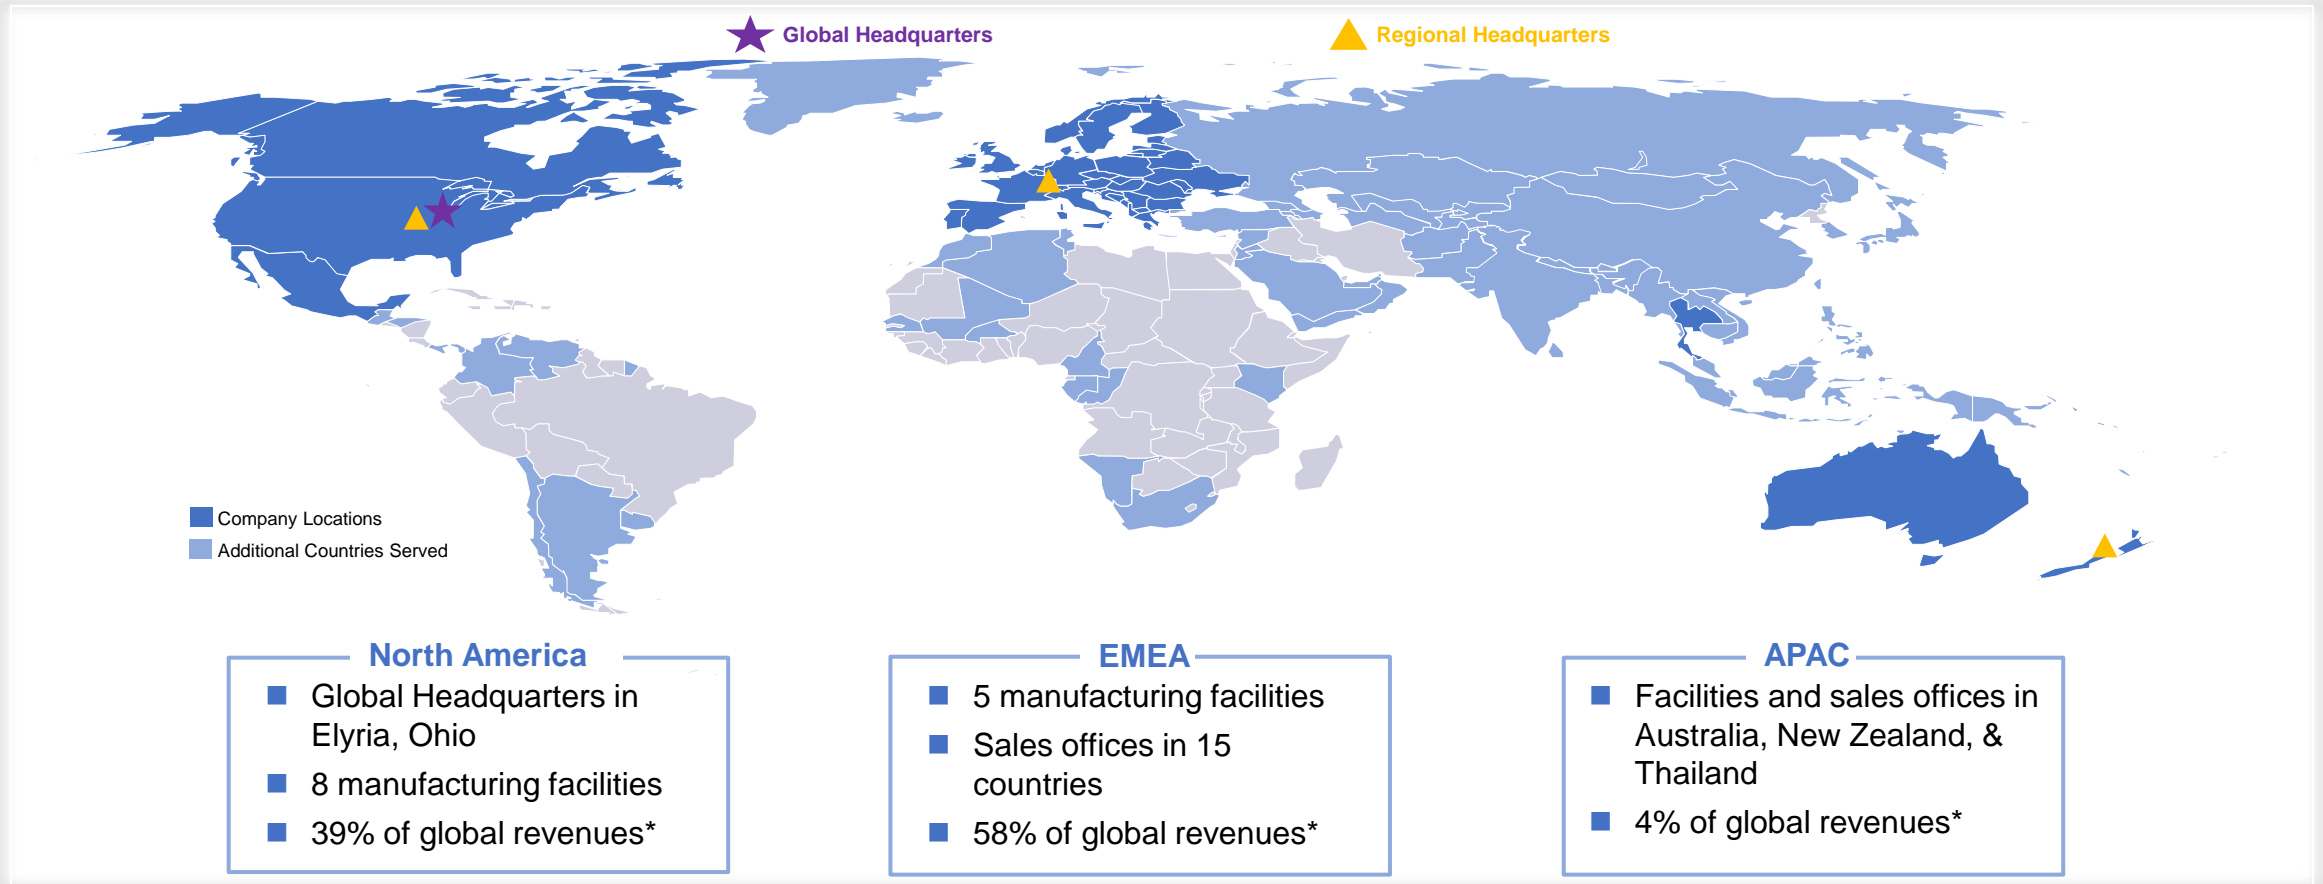 Global Headquarters
Regional Headquarters
Company Locations
Additional Countries Served
North America
Global Headquarters in
Elyria, Ohio
8 manufacturing facilities
39% of global revenues*
EMEA
5 manufacturing facilities
Sales offices in 15
countries
58% of global revenues*
APAC
Facilities and sales offices in
Australia, New Zealand, &
Thailand
4% of global revenues*